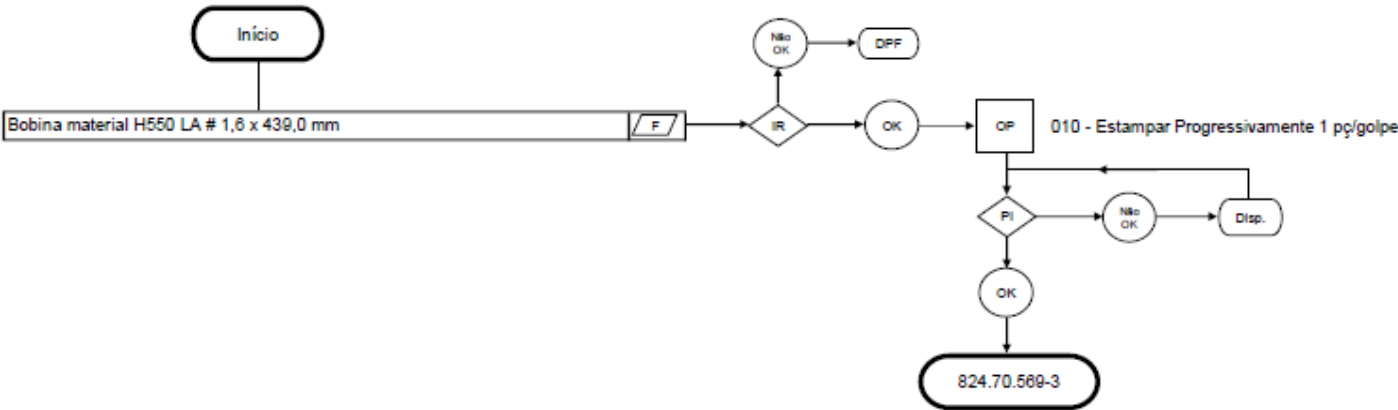 Início
Bobina material H550 LA # 1,6 x 439,0 mm
F
IR
Não
OK
DPF
OK
OP
010 - Estampar Progressivamente 1 pç/golpe
PI
Não
OK
Disp.
OK
824.70.569-3